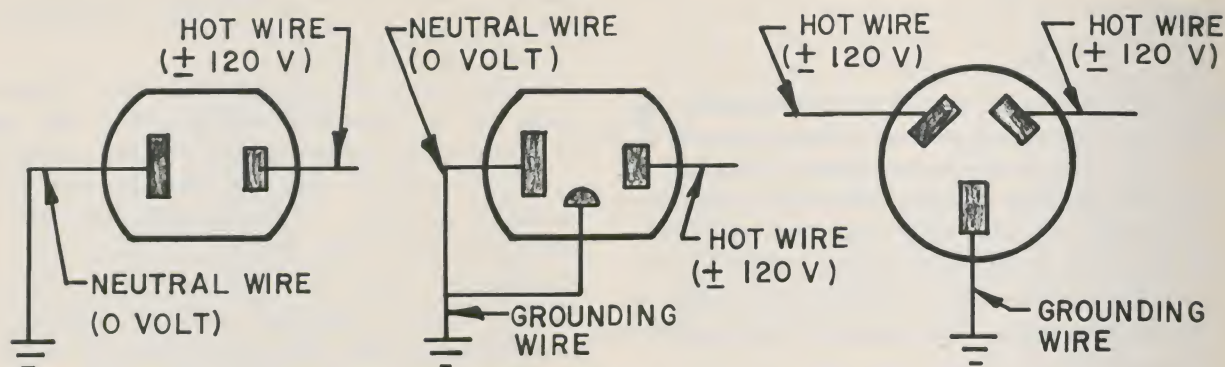 HOT WIRE
(± 120 V)
NEUTRAL WIRE
(0 VOLT)
NEUTRAL WIRE
(0 VOLT)
HOT WIRE
(± 120 V)
GROUNDING
WIRE
HOT WIRE
(± 120 V)
HOT WIRE
(± 120 V)
GROUNDING
WIRE